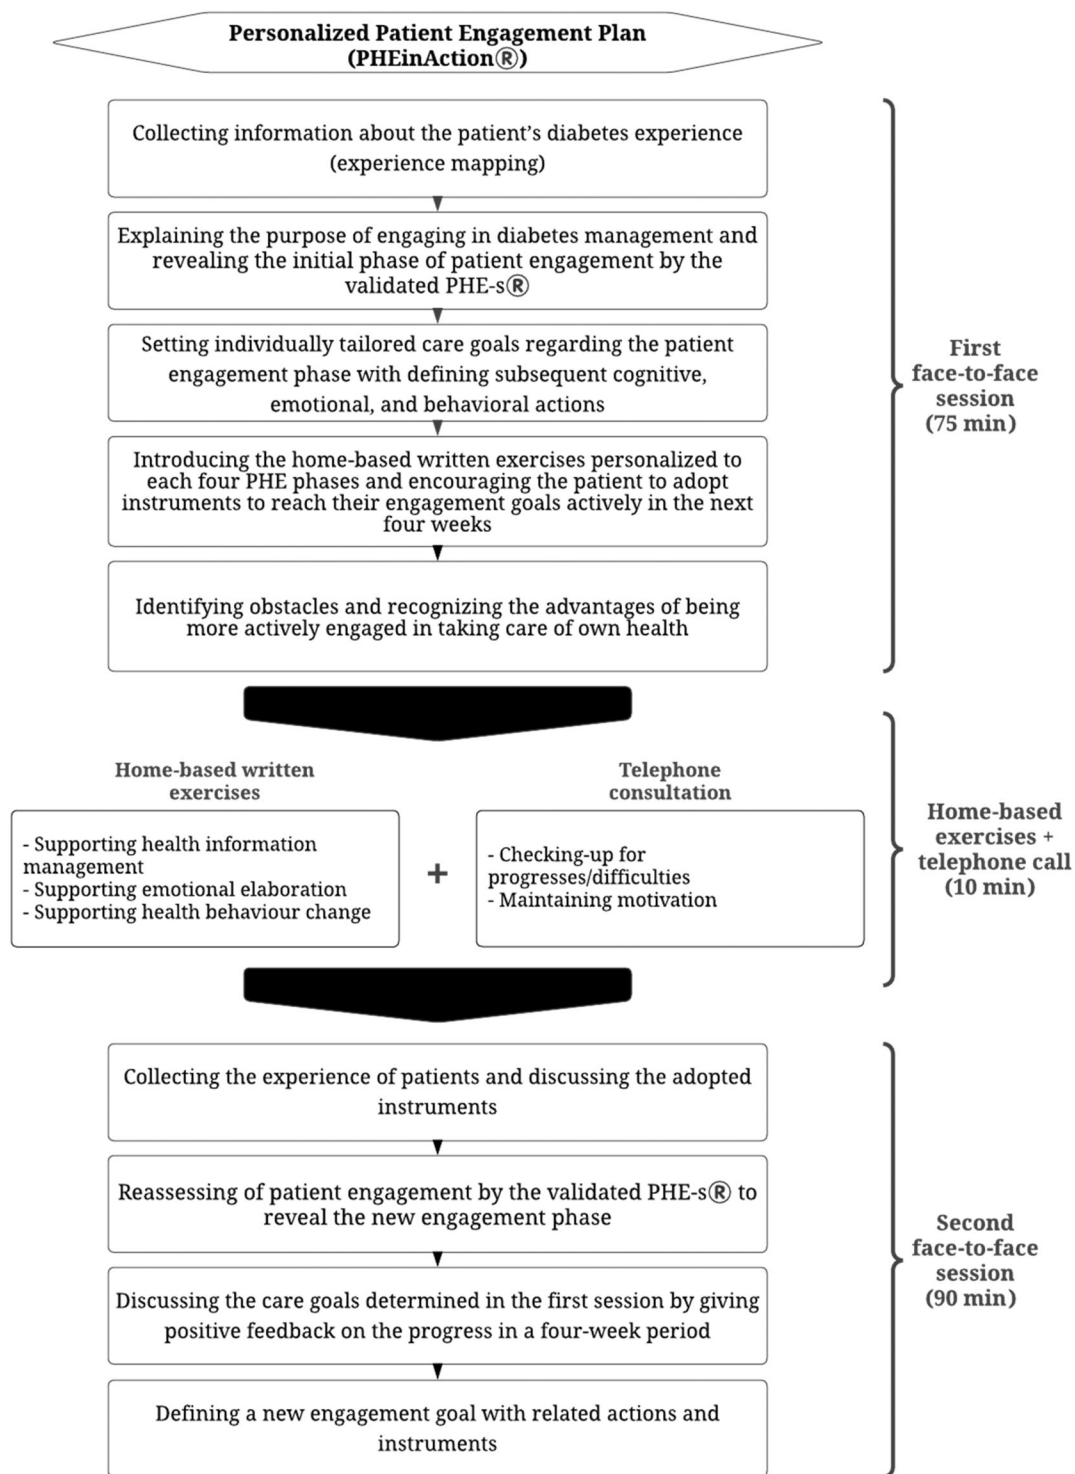 Personalized Patient Engagement Plan
(PHEinAction®)
Collecting information about the patient’s diabetes experience
(experience mapping)
Explaining the purpose of engaging in diabetes management and
revealing the initial phase of patient engagement by the
validated PHE-s®
Setting individually tailored care goals regarding the patient
engagement phase with defining subsequent cognitive,
emotional, and behavioral actions
Introducing the home-based written exercises personalized to
each four PHE phases and encouraging the patient to adopt
instruments to reach their engagement goals actively in the next
four weeks
Identifying obstacles and recognizing the advantages of being
more actively engaged in taking care of own health
First
face-to-face
session
(75 min)
Home-based written
exercises
- Supporting health information
management
- Supporting emotional elaboration
- Supporting health behaviour change
+
Telephone
consultation
- Checking-up for
progresses/difficulties
- Maintaining motivation
Home-based
exercises +
telephone call
(10 min)
Collecting the experience of patients and discussing the adopted
instruments
Reassessing of patient engagement by the validated PHE-s® to
reveal the new engagement phase
Discussing the care goals determined in the first session by giving
positive feedback on the progress in a four-week period
Defining a new engagement goal with related actions and
instruments
Second
face-to-face
session
(90 min)